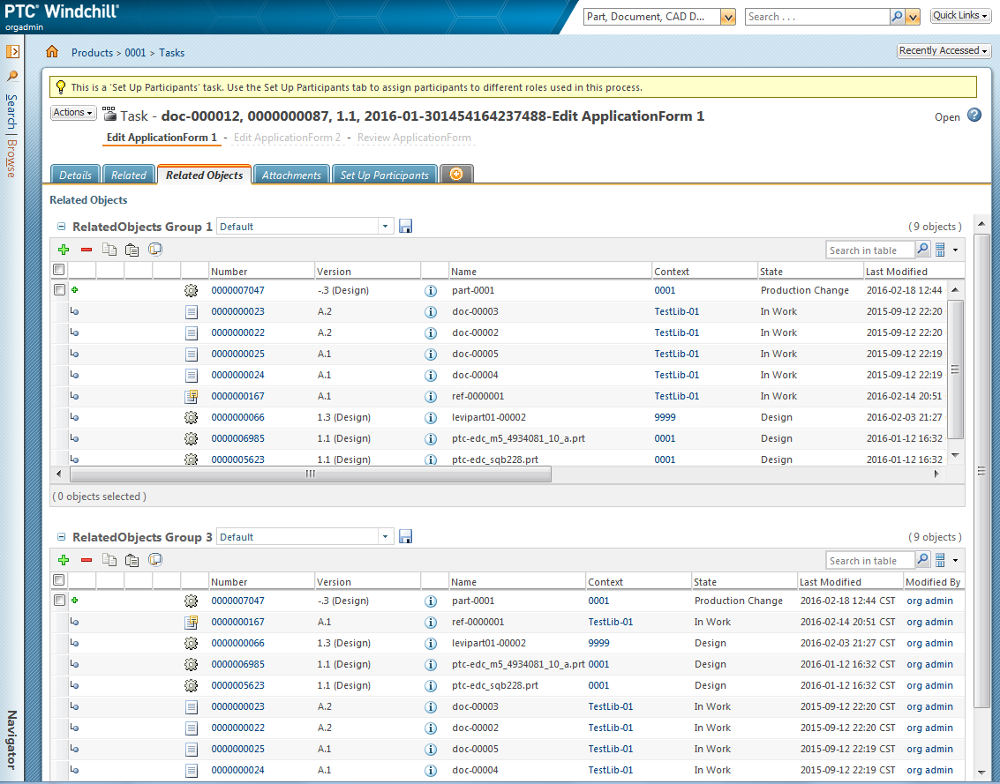 PTC® Windchill®
orgadmin
Part, Document, CAD D...
Search . . .
Quick Links
Products > 0001 > Tasks
Recently Accessed
Search | Browse
Navigator
This is a 'Set Up Participants' task. Use the Set Up Participants tab to assign participants to different roles used in this process.
Actions
Task - doc-000012, 0000000087, 1.1, 2016-01-301454164237488-Edit ApplicationForm 1
Open
Edit ApplicationForm 1 - Edit ApplicationForm 2 - Review ApplicationForm
Details Related Related Objects Attachments Set Up Participants
Related Objects
RelatedObjects Group 1 Default ( 9 objects )
Search in table
Number Version Name Context State Last Modified
0000007047 -.3 (Design) part-0001 0001 Production Change 2016-02-18 12:44
0000000023 A.2 doc-00003 TestLib-01 In Work 2015-09-12 22:20
0000000022 A.2 doc-00002 TestLib-01 In Work 2015-09-12 22:20
0000000025 A.1 doc-00005 TestLib-01 In Work 2015-09-12 22:19
0000000024 A.1 doc-00004 TestLib-01 In Work 2015-09-12 22:19
0000000167 A.1 ref-0000001 TestLib-01 In Work 2016-02-14 20:51
0000000066 1.3 (Design) levipart01-00002 9999 Design 2016-02-03 21:27
0000006985 1.1 (Design) ptc-edc_m5_4934081_10_a.prt 0001 Design 2016-01-12 16:32
0000005623 1.1 (Design) ptc-edc_sqb228.prt 0001 Design 2016-01-12 16:32
( 0 objects selected )
RelatedObjects Group 3 Default ( 9 objects )
Search in table
Number Version Name Context State Last Modified Modified By
0000007047 -.3 (Design) part-0001 0001 Production Change 2016-02-18 12:44 CST org admin
0000000167 A.1 ref-0000001 TestLib-01 In Work 2016-02-14 20:51 CST org admin
0000000066 1.3 (Design) levipart01-00002 9999 Design 2016-02-03 21:27 CST org admin
0000006985 1.1 (Design) ptc-edc_m5_4934081_10_a.prt 0001 Design 2016-01-12 16:32 CST org admin
0000005623 1.1 (Design) ptc-edc_sqb228.prt 0001 Design 2016-01-12 16:32 CST org admin
0000000023 A.2 doc-00003 TestLib-01 In Work 2015-09-12 22:20 CST org admin
0000000022 A.2 doc-00002 TestLib-01 In Work 2015-09-12 22:20 CST org admin
0000000025 A.1 doc-00005 TestLib-01 In Work 2015-09-12 22:19 CST org admin
0000000024 A.1 doc-00004 TestLib-01 In Work 2015-09-12 22:19 CST org admin